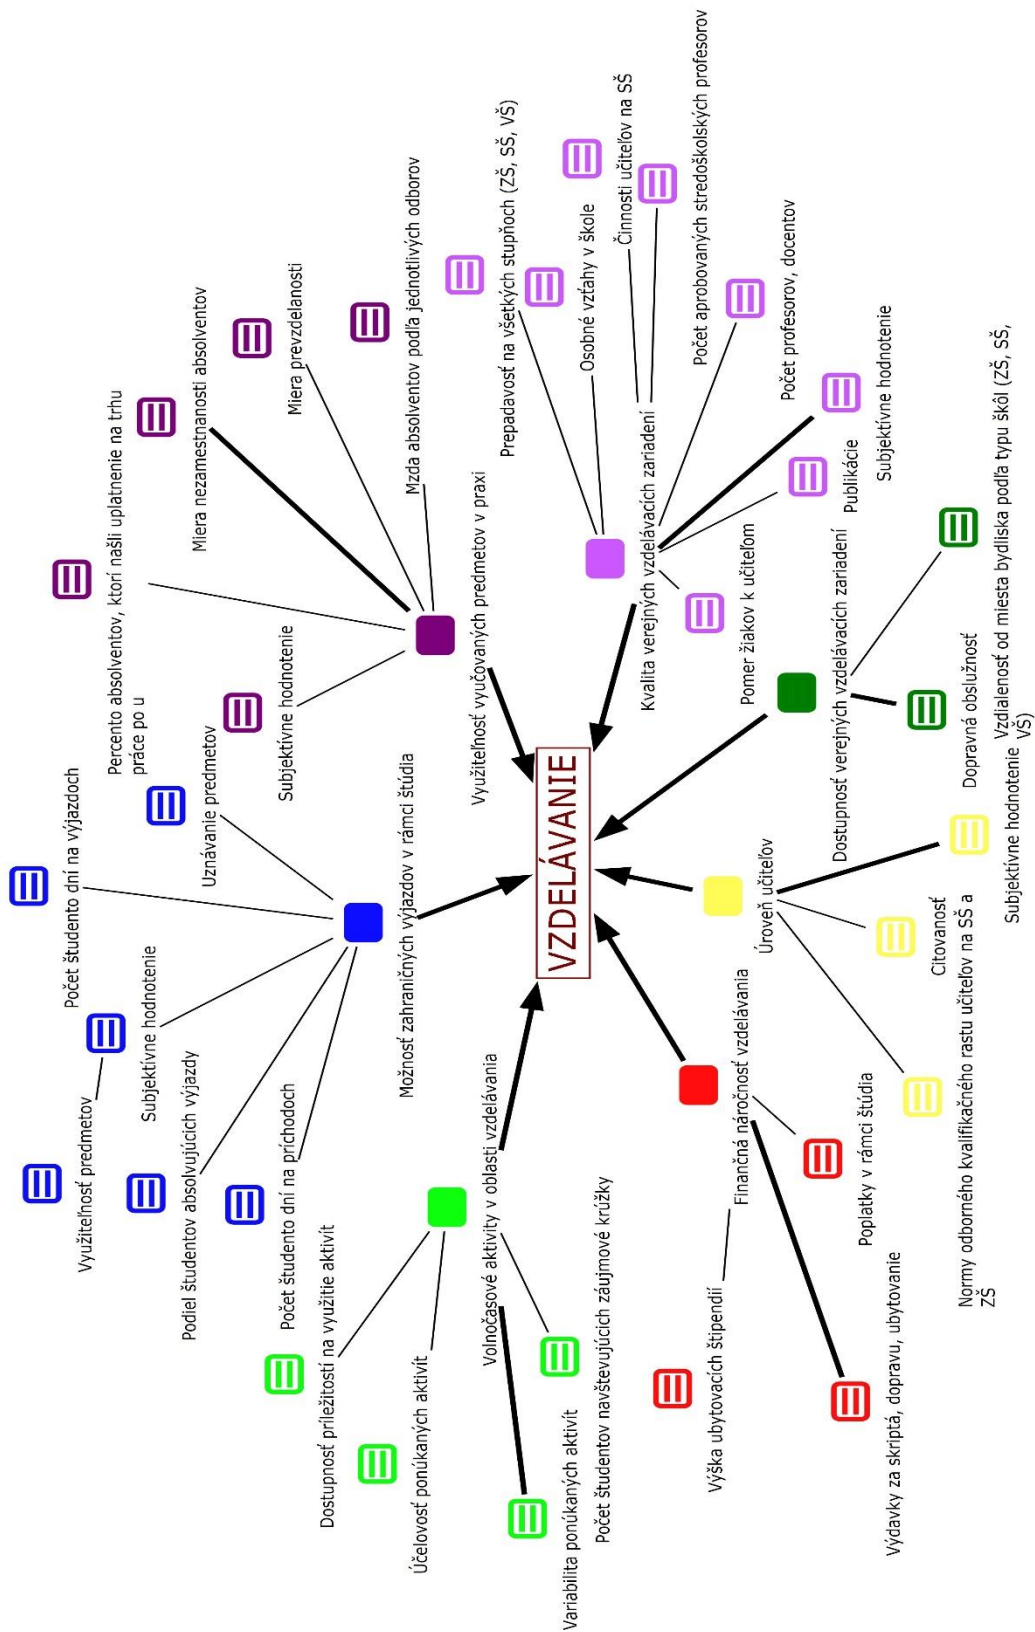 Počet študento dní na výjazdoch
Percento absolventov, ktorí našli uplatnenie na trhu
práce po u
Miera nezamestnanosti absolventov
Miera prevzdelanosti
Mzda absolventov podľa jednotlivých odborov
Využiteľnosť predmetov
Subjektívne hodnotenie
Uznávanie predmetov
Subjektívne hodnotenie
Podiel študentov absolvujúcich výjazdy
Počet študento dní na príchodoch
Možnosť zahraničných výjazdov v rámci štúdia
Využiteľnosť vyučovaných predmetov v praxi
Prepadavosť na všetkých stupňoch (ZŠ, SŠ, VŠ)
Dostupnosť príležitostí na využitie aktivít
Účelovosť ponúkaných aktivít
Volnočasové aktivity v oblasti vzdelávania
Osobné vzťahy v škole
Činnosti učiteľov na SŠ
VZDELÁVANIE
Variabilita ponúkaných aktivít
Počet študentov navštevujúcich záujmové krúžky
Kvalita verejných vzdelávacích zariadení
Počet aprobovaných stredoškolských profesorov
Výška ubytovacích štipendií
Finančná náročnosť vzdelávania
Úroveň učiteľov
Pomer žiakov k učiteľom
Počet profesorov, docentov
Dostupnosť verejných vzdelávacích zariadení
Publikácie
Subjektívne hodnotenie
Poplatky v rámci štúdia
Výdavky za skriptá, dopravu, ubytovanie
Citovanosť
Normy odborného kvalifikačného rastu učiteľov na SŠ a
ZŠ
Dopravná obslužnosť
Subjektívne hodnotenie
Vzdialenosť od miesta bydliska podľa typu škôl (ZŠ, SŠ,
VŠ)